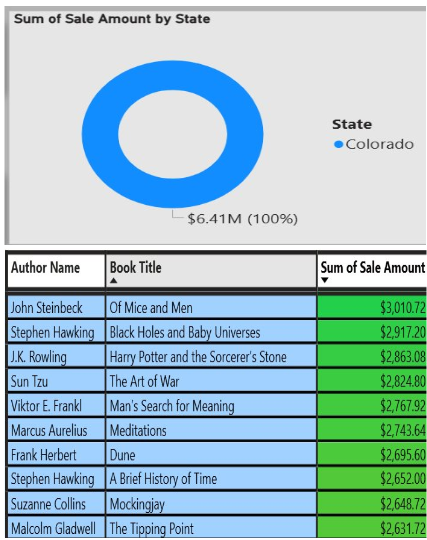 Sum of Sale Amount by State
State
Colorado
$6.41M (100%)
Author Name Book Title Sum of Sale Amount
John Steinbeck Of Mice and Men $3,010.72
Stephen Hawking Black Holes and Baby Universes $2,917.20
J.K. Rowling Harry Potter and the Sorcerer's Stone $2,863.08
Sun Tzu The Art of War $2,824.80
Viktor E. Frankl Man's Search for Meaning $2,767.92
Marcus Aurelius Meditations $2,743.64
Frank Herbert Dune $2,695.60
Stephen Hawking A Brief History of Time $2,652.00
Suzanne Collins Mockingjay $2,648.72
Malcolm Gladwell The Tipping Point $2,631.72